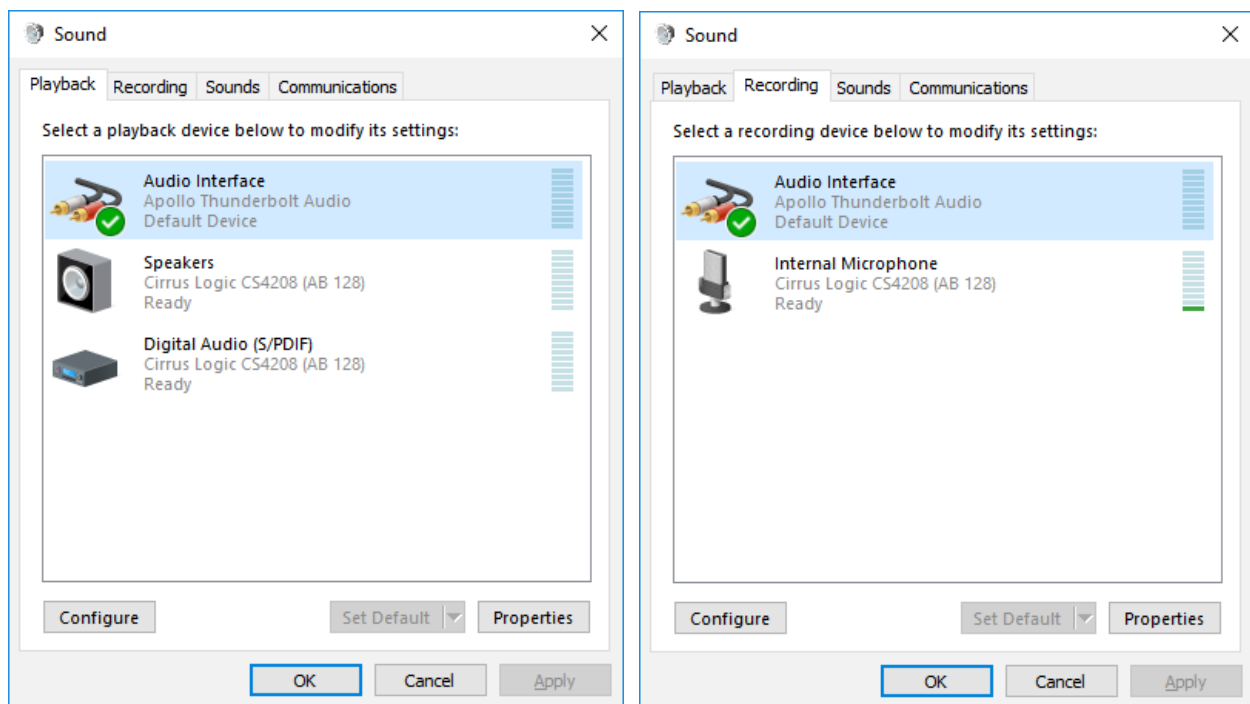 Sound
Playback Recording Sounds Communications
Select a playback device below to modify its settings:
Audio Interface
Apollo Thunderbolt Audio
Default Device
Speakers
Cirrus Logic CS4208 (AB 128)
Ready
Digital Audio (S/PDIF)
Cirrus Logic CS4208 (AB 128)
Ready
Configure Set Default Properties
OK Cancel Apply
Sound
Playback Recording Sounds Communications
Select a recording device below to modify its settings:
Audio Interface
Apollo Thunderbolt Audio
Default Device
Internal Microphone
Cirrus Logic CS4208 (AB 128)
Ready
Configure Set Default Properties
OK Cancel Apply